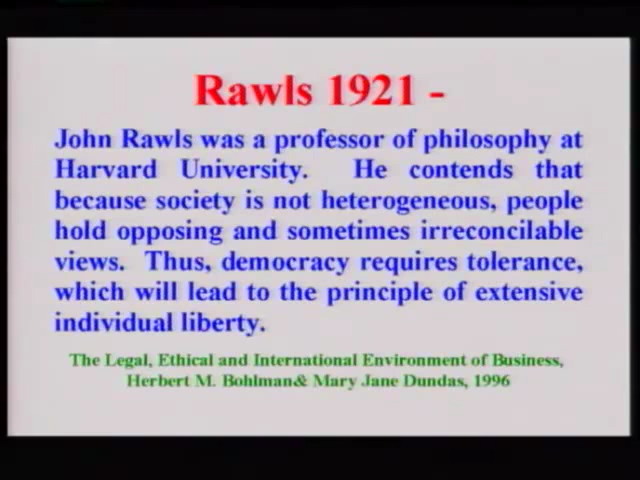 Rawls 1921 -
John Rawls was a professor of philosophy at
Harvard University. He contends that
because society is not heterogeneous, people
hold opposing and sometimes irreconcilable
views. Thus, democracy requires tolerance,
which will lead to the principle of extensive
individual liberty.
The Legal, Ethical and International Environment of Business,
Herbert M. Bohlman& Mary Jane Dundas, 1996